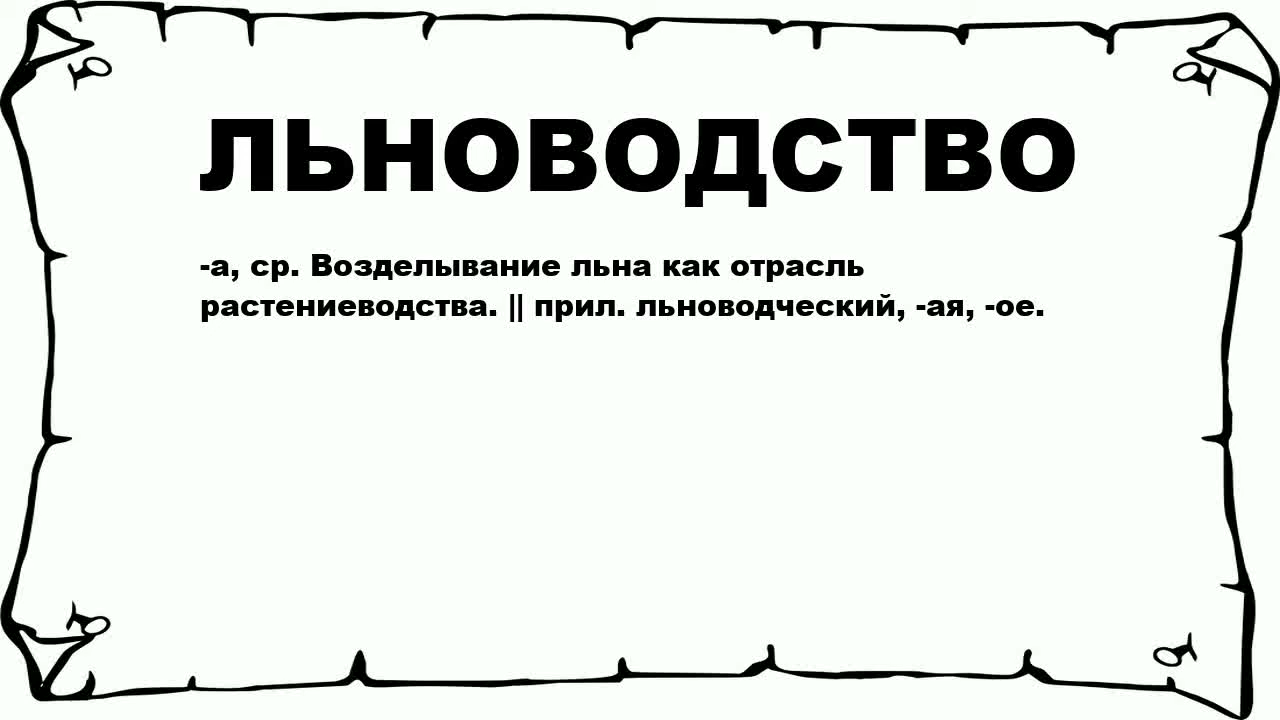 ЛЬНОВОДСТВО
-а, ср. Возделывание льна как отрасль
растениеводства. || прил. льноводческий, -ая, -ое.